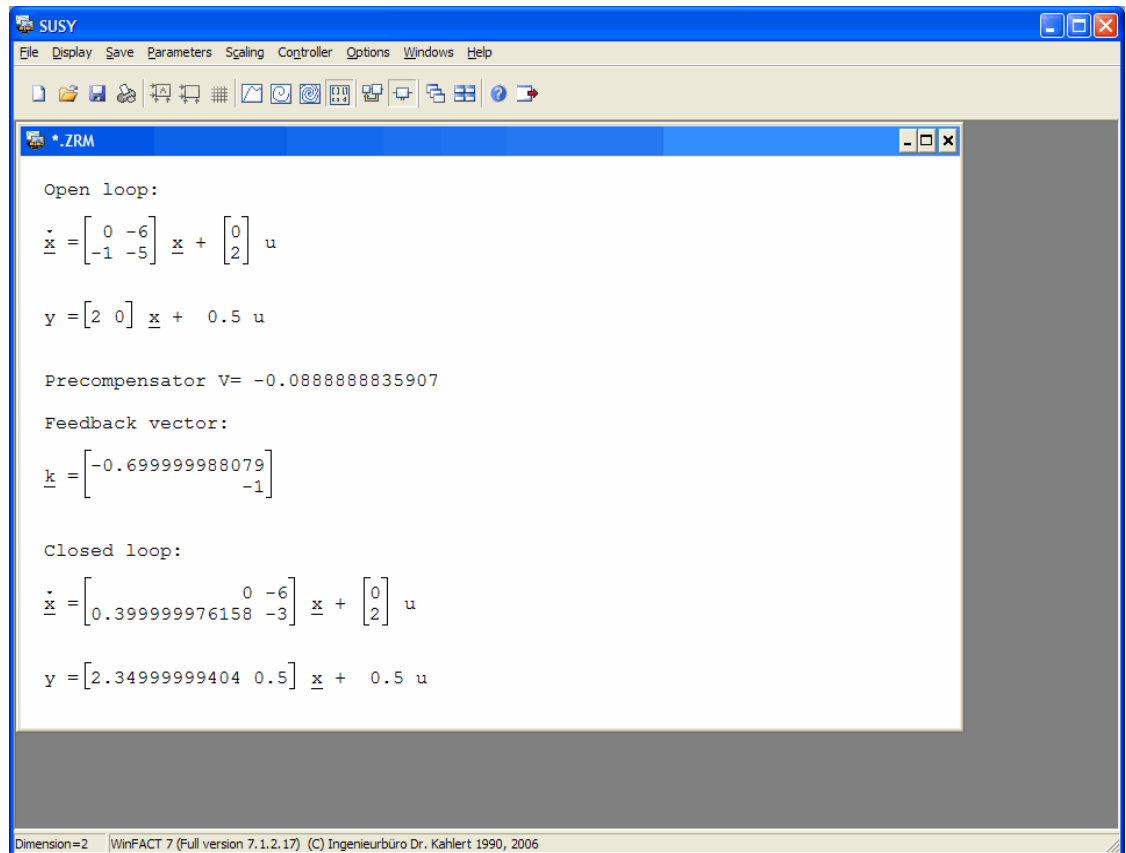 SUSY
File Display Save Parameters Scaling Controller Options Windows Help
*.ZRM
Open loop:
ẋ = [ 0 -6
-1 -5 ] x + [ 0
2 ] u
y = [2 0] x + 0.5 u
Precompensator V= -0.0888888835907
Feedback vector:
k = [ -0.699999988079
-1 ]
Closed loop:
ẋ = [ 0 -6
0.399999976158 -3 ] x + [ 0
2 ] u
y = [2.34999999404 0.5] x + 0.5 u
Dimension=2 WinFACT 7 (Full version 7.1.2.17) (C) Ingenieurbüro Dr. Kahlert 1990, 2006